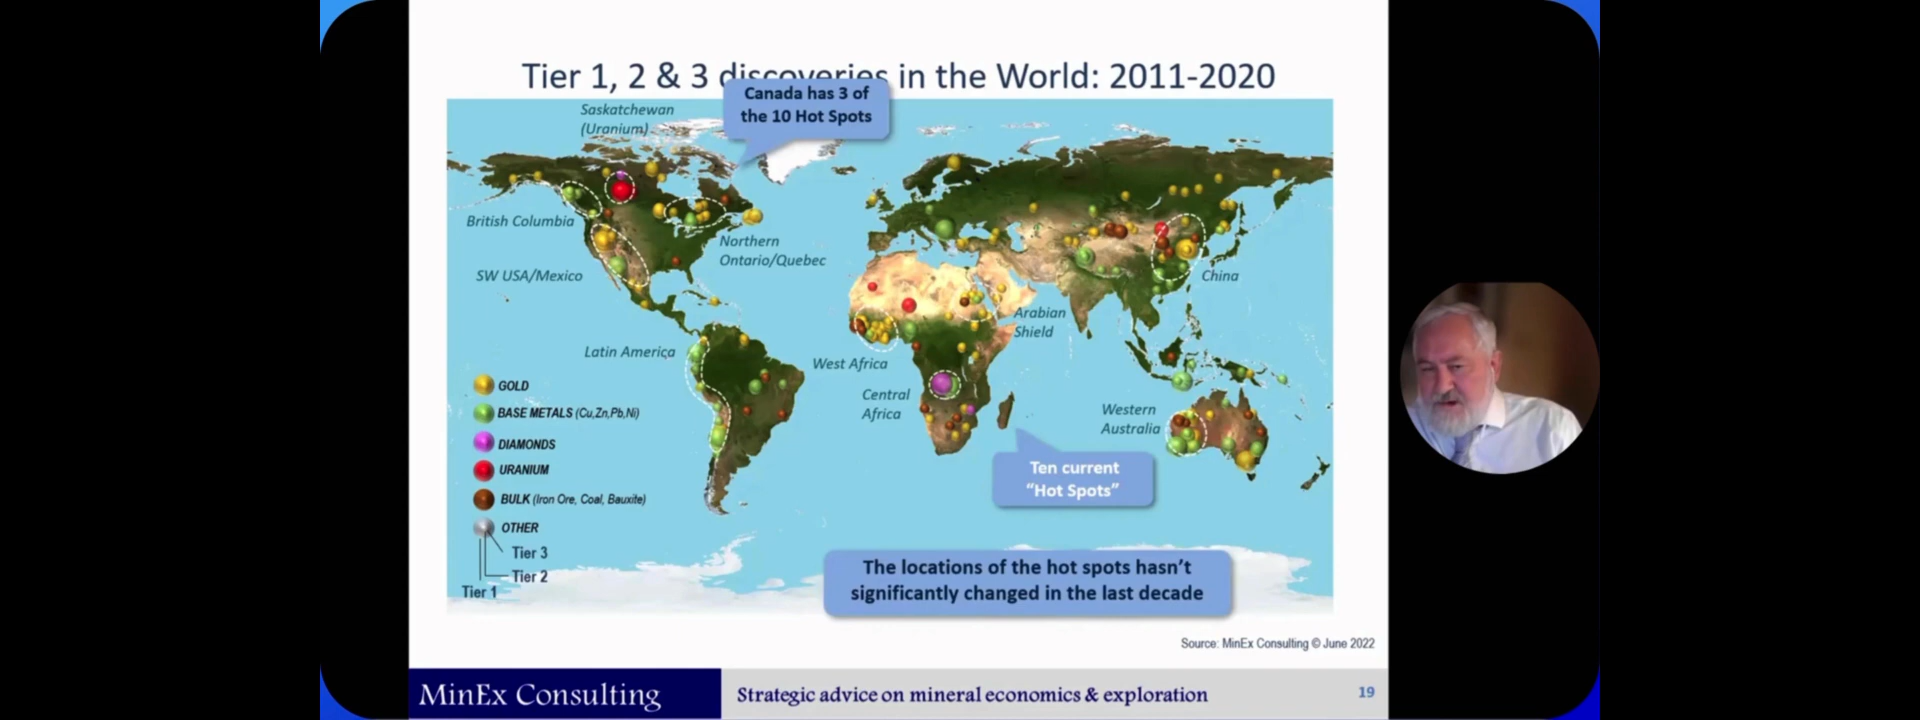 Tier 1, 2 & 3 discoveries in the World: 2011-2020
Canada has 3 of
the 10 Hot Spots
Saskatchewan
(Uranium)
British Columbia
Northern
Ontario/Quebec
SW USA/Mexico
China
Arabian
Shield
Latin America
West Africa
Central
Africa
Western
Australia
GOLD
BASE METALS (Cu,Zn,Pb,Ni)
DIAMONDS
URANIUM
BULK (Iron Ore, Coal, Bauxite)
OTHER
Tier 3
Tier 2
Tier 1
Ten current
“Hot Spots”
The locations of the hot spots hasn’t
significantly changed in the last decade
Source: MinEx Consulting © June 2022
MinEx Consulting
Strategic advice on mineral economics & exploration
19